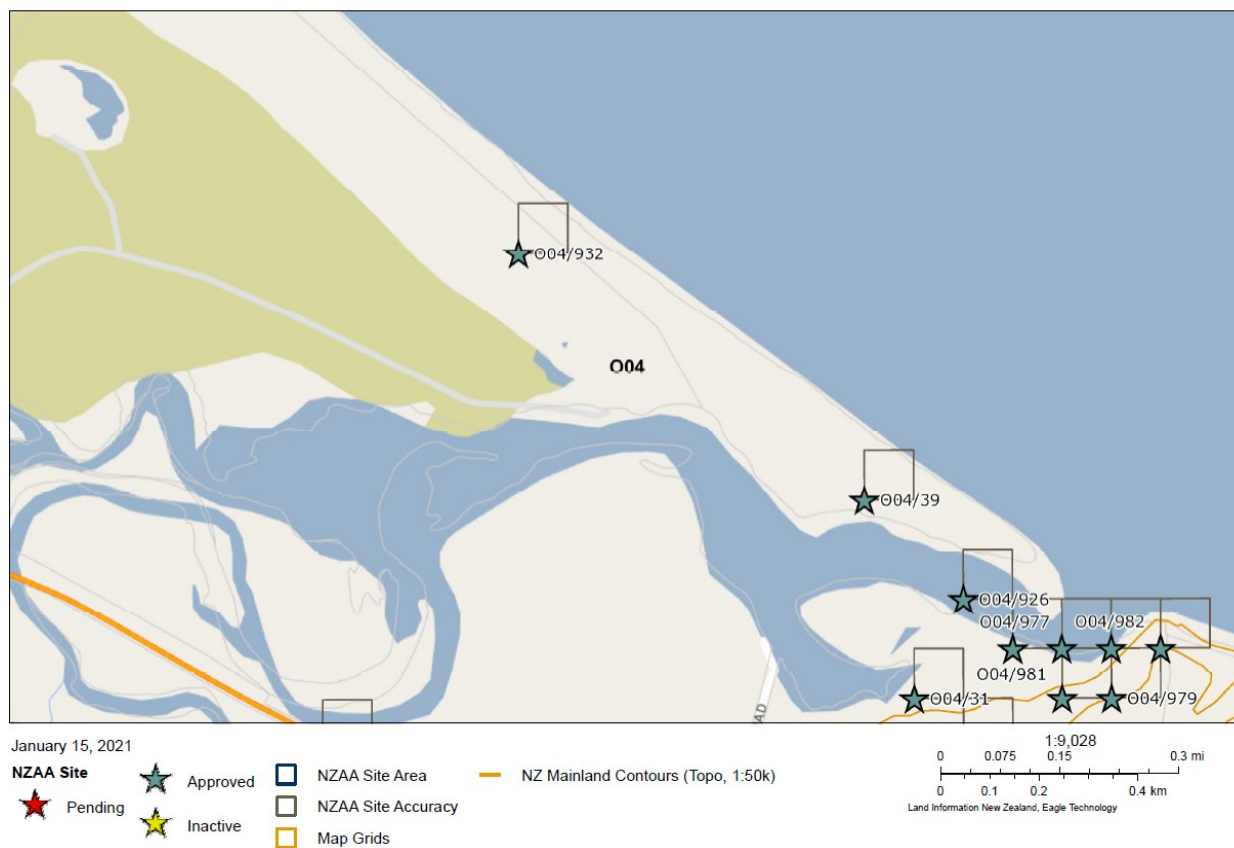 O04/932
O04
O04/39
O04/926
O04/977
O04/982
O04/981
O04/31
O04/979
AD
January 15, 2021
1:9,028
NZAA Site
Pending
Approved
Inactive
NZAA Site Area
NZAA Site Accuracy
Map Grids
NZ Mainland Contours (Topo, 1:50k)
0 0.075 0.15 0.3 mi
0 0.1 0.2 0.4 km
Land Information New Zealand, Eagle Technology